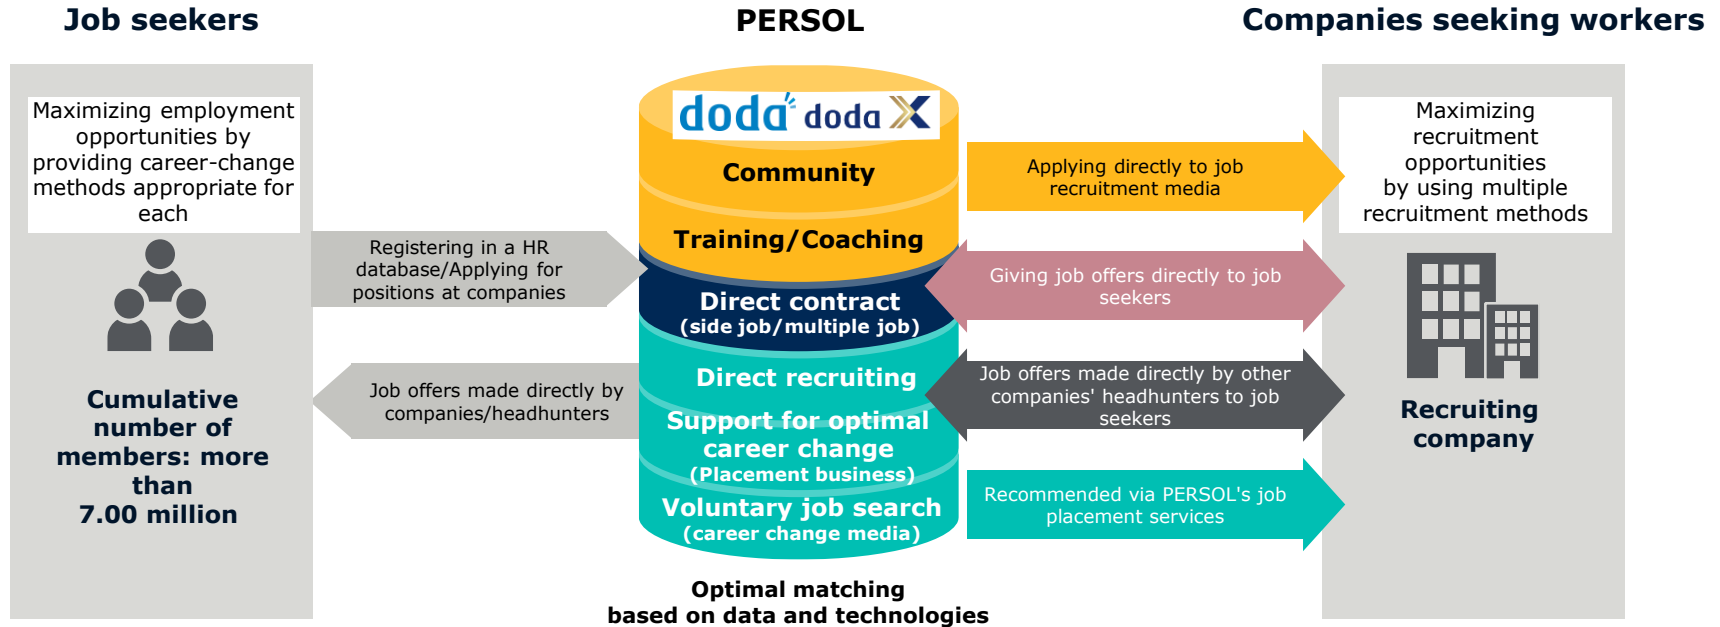 Job seekers
PERSOL
Companies seeking workers
Maximizing employment
opportunities by
providing career-change
methods appropriate for
each
Cumulative
number of
members: more
than
7.00 million
Registering in a HR
database/Applying for
positions at companies
Job offers made directly by
companies/headhunters
doda doda X
Community
Training/Coaching
Direct contract
(side job/multiple job)
Direct recruiting
Support for optimal
career change
(Placement business)
Voluntary job search
(career change media)
Optimal matching
based on data and technologies
Applying directly to job
recruitment media
Giving job offers directly to job
seekers
Job offers made directly by other
companies' headhunters to job
seekers
Recommended via PERSOL's job
placement services
Maximizing
recruitment
opportunities
by using multiple
recruitment methods
Recruiting
company